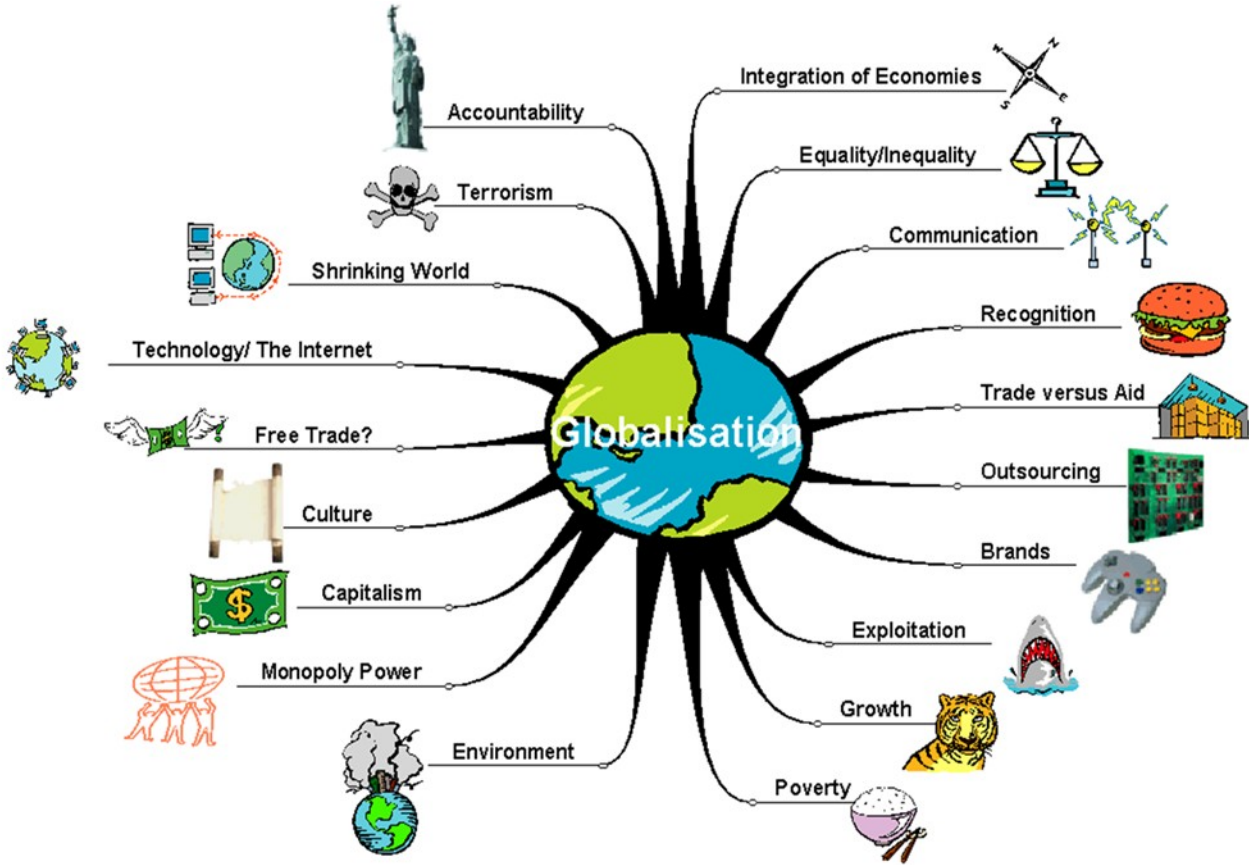 Integration of Economies
Accountability
Equality/Inequality
Terrorism
Communication
Shrinking World
Recognition
Technology/ The Internet
Trade versus Aid
Globalisation
Free Trade?
Outsourcing
Culture
Brands
Capitalism
Exploitation
Monopoly Power
Growth
Environment
Poverty
N
W
E
S
$
?